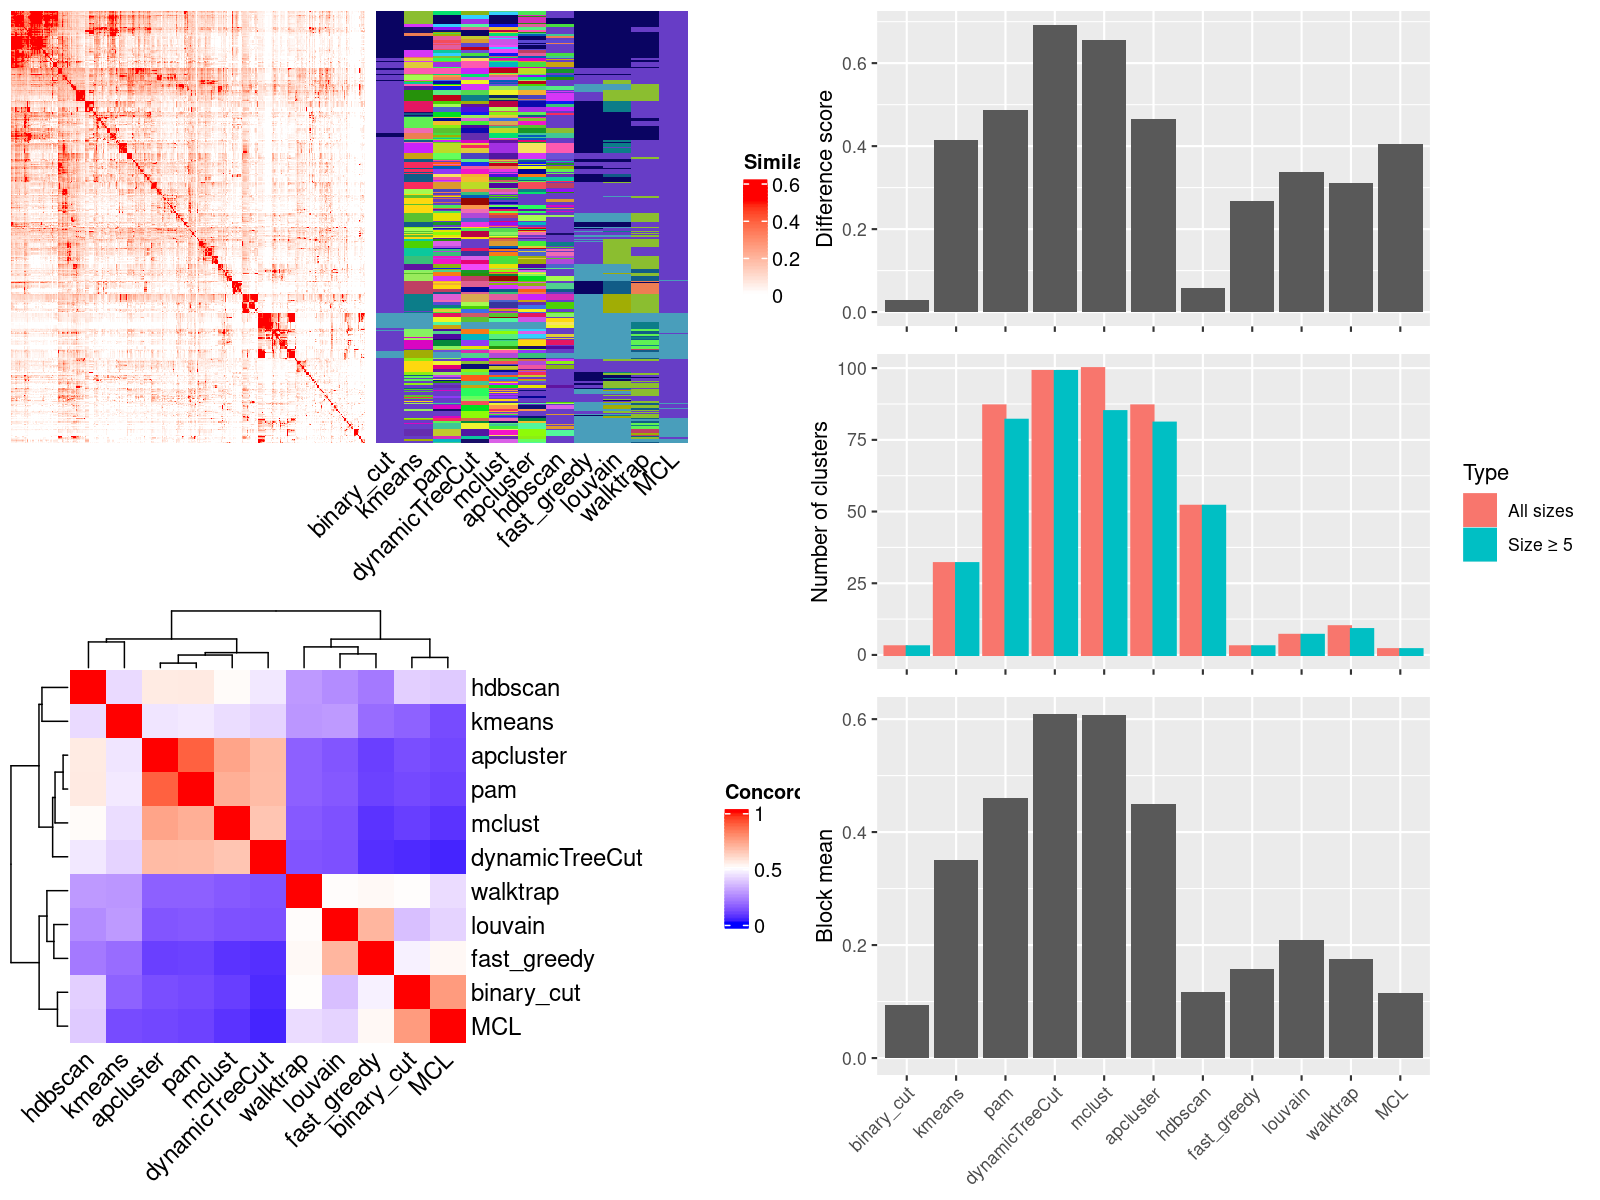 Simila
0.6
0.4
0.2
0
binary_cut
kmeans
pam
dynamicTreeCut
mclust
apcluster
hdbscan
fast_greedy
louvain
walktrap
MCL
hdbscan
kmeans
apcluster
pam
mclust
dynamicTreeCut
walktrap
louvain
fast_greedy
binary_cut
MCL
hdbscan
kmeans
apcluster
pam
mclust
dynamicTreeCut
walktrap
louvain
fast_greedy
binary_cut
MCL
Concord
1
0.5
0
Difference score
0.6
0.4
0.2
0.0
Number of clusters
100
75
50
25
0
Type
All sizes
Size ≥ 5
Block mean
0.6
0.4
0.2
0.0
binary_cut
kmeans
pam
dynamicTreeCut
mclust
apcluster
hdbscan
fast_greedy
louvain
walktrap
MCL